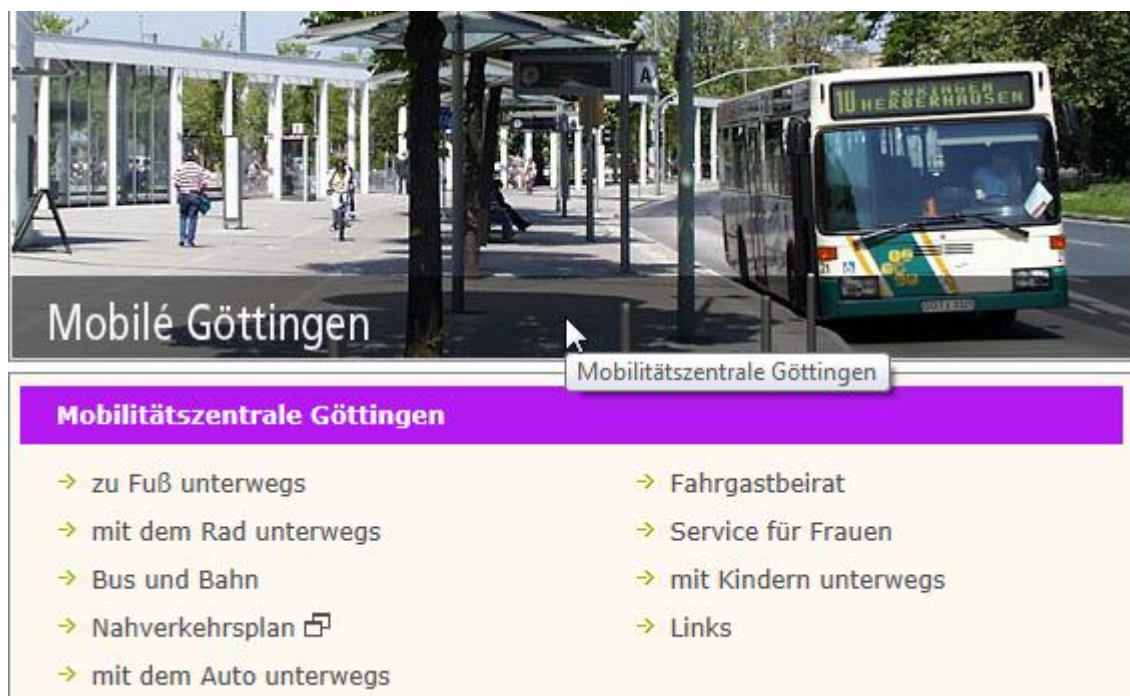 A
10 HERBERHAUSEN
Mobilé Göttingen
Mobilitätszentrale Göttingen
Mobilitätszentrale Göttingen
zu Fuß unterwegs
mit dem Rad unterwegs
Bus und Bahn
Nahverkehrsplan
mit dem Auto unterwegs
Fahrgastbeirat
Service für Frauen
mit Kindern unterwegs
Links